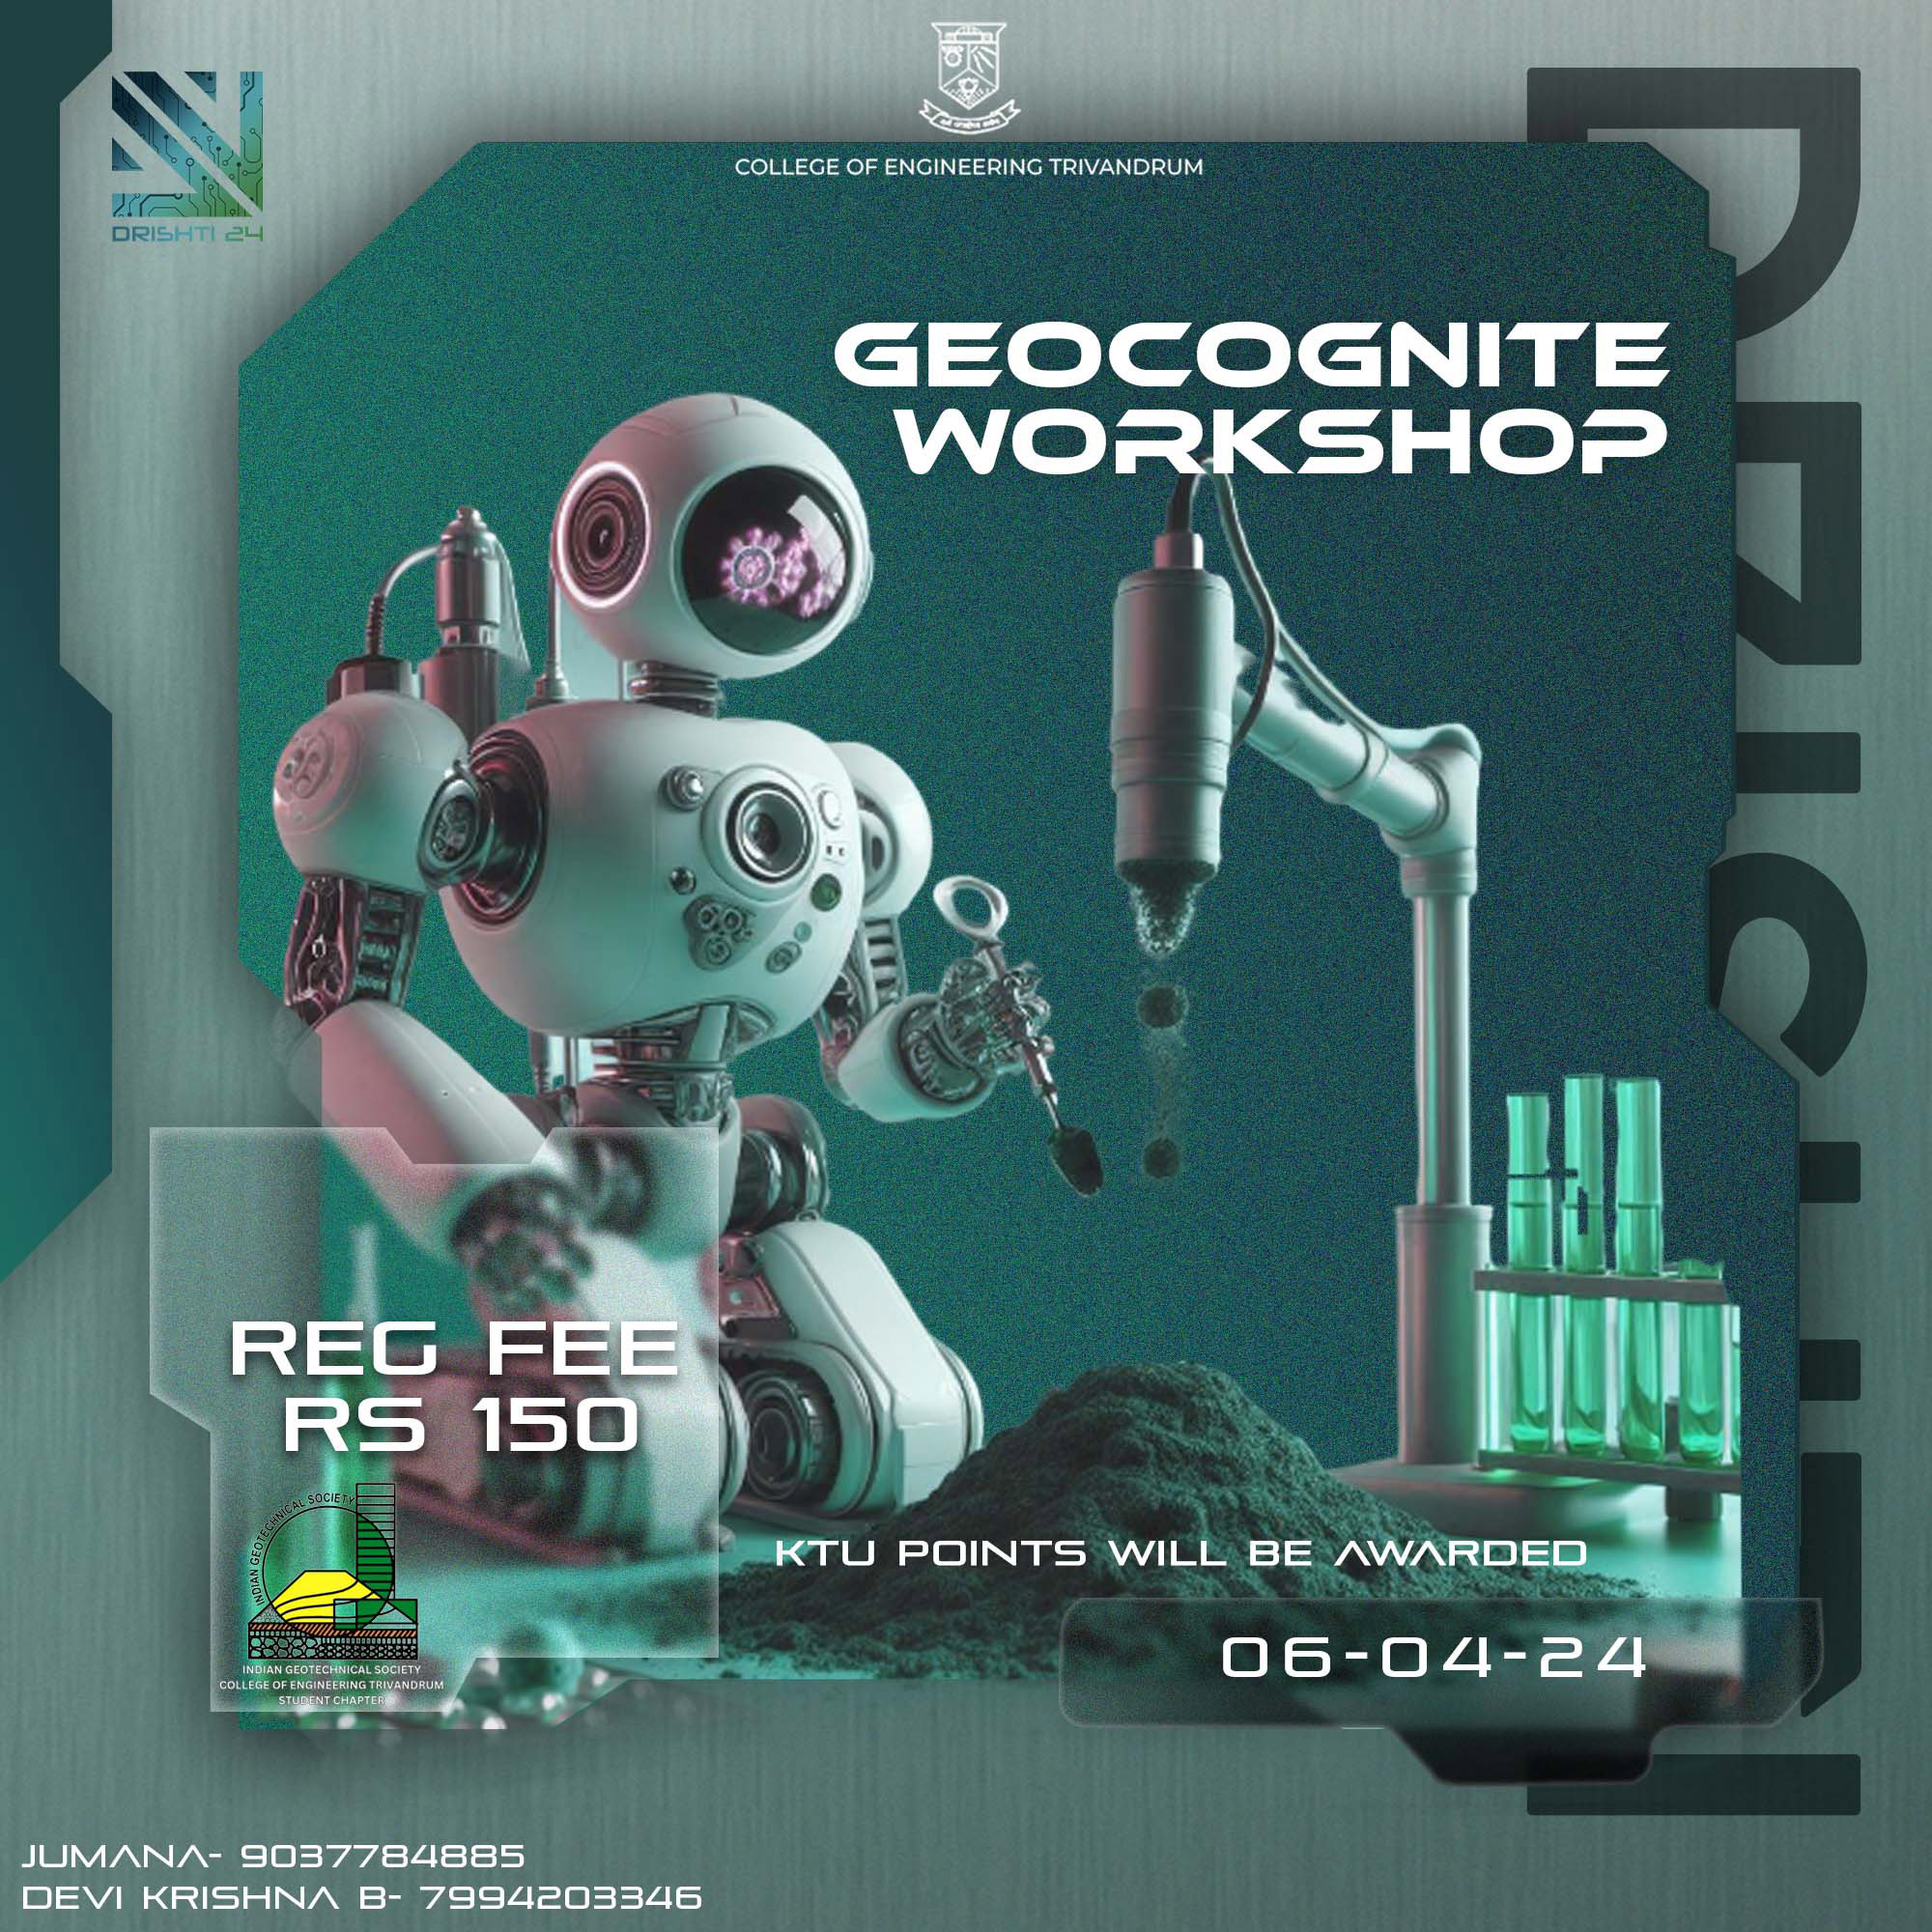 COLLEGE OF ENGINEERING TRIVANDRUM
DRISHTI 24
DRISHTI
GEOCOGNITE
WORKSHOP
REG FEE
RS 150
INDIAN GEOTECHNICAL SOCIETY
INDIAN GEOTECHNICAL SOCIETY
COLLEGE OF ENGINEERING TRIVANDRUM
STUDENT CHAPTER
KTU POINTS WILL BE AWARDED
06-04-24
JUMANA- 9037784885
DEVI KRISHNA B- 7994203346